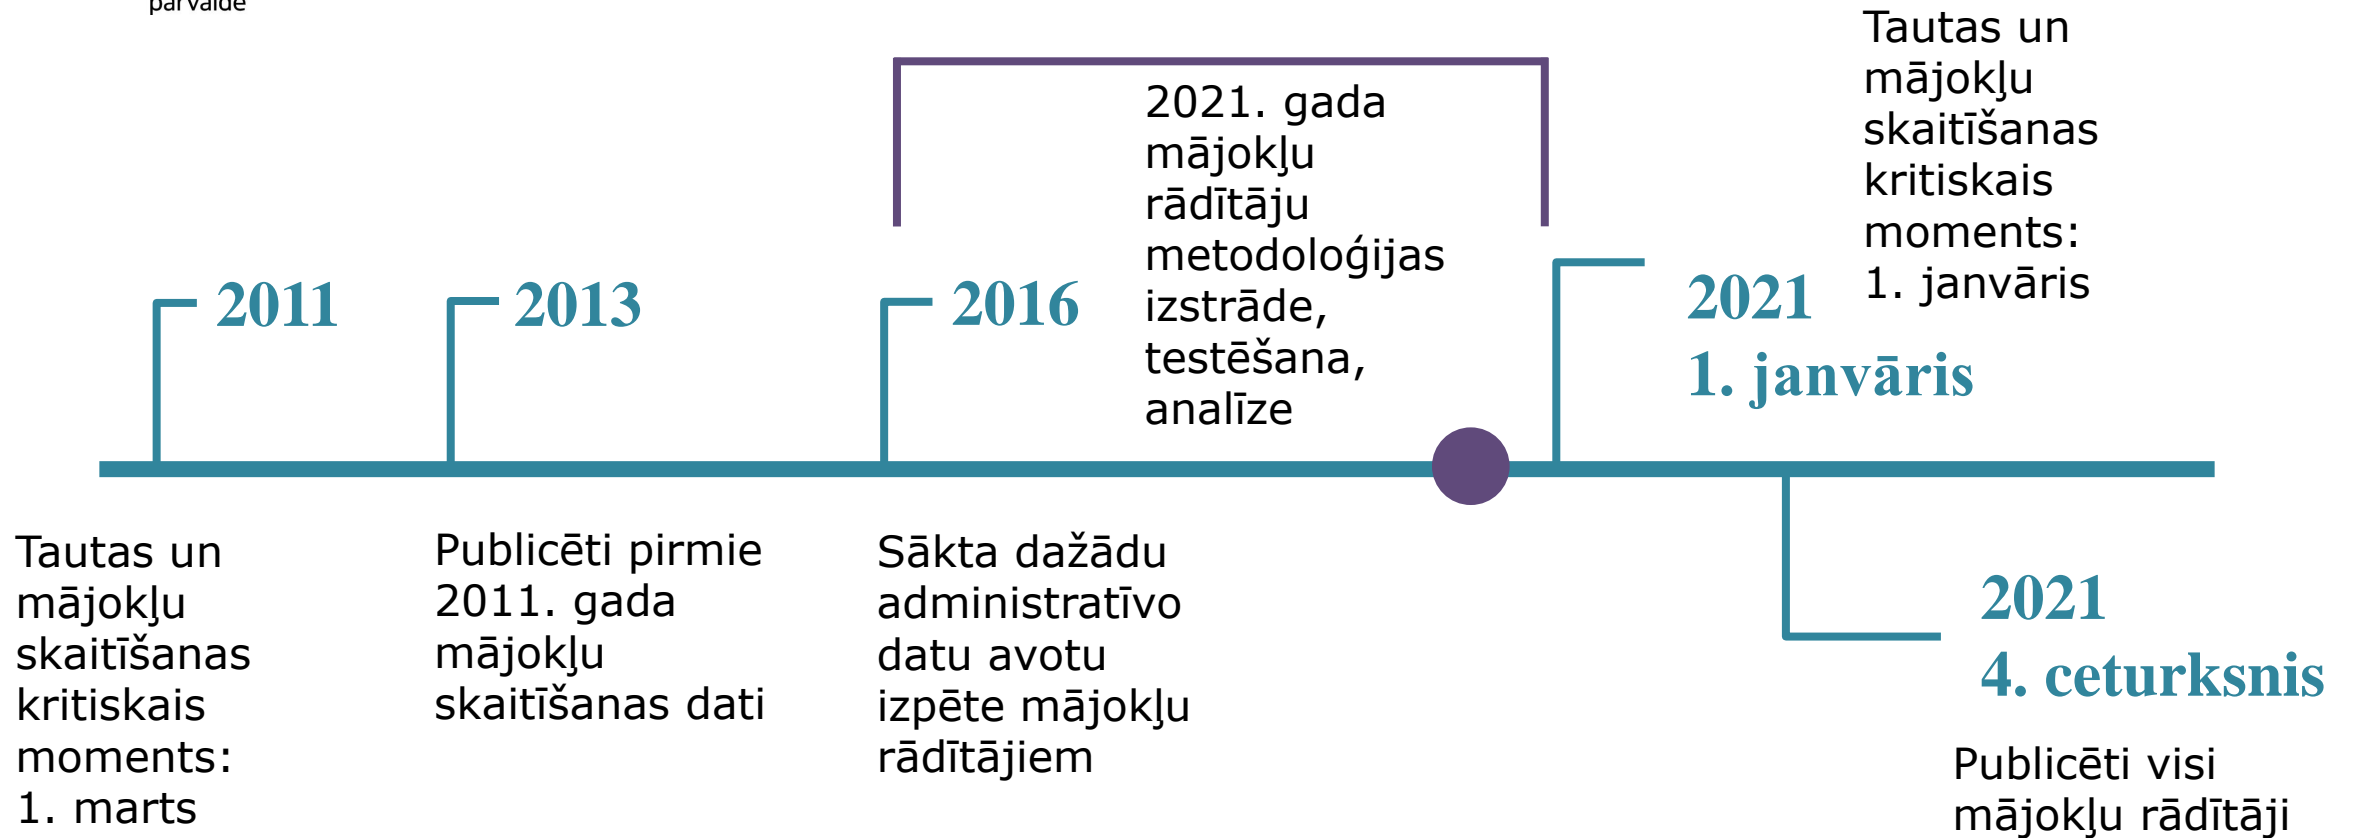 pārvalde
2011
Tautas un
mājokļu
skaitīšanas
kritiskais
moments:
1. marts
2013
Publicēti pirmie
2011. gada
mājokļu
skaitīšanas dati
2016
Sākta dažādu
administratīvo
datu avotu
izpēte mājokļu
rādītājiem
2021. gada
mājokļu
rādītāju
metodoloģijas
izstrāde,
testēšana,
analīze
2021
1. janvāris
Tautas un
mājokļu
skaitīšanas
kritiskais
moments:
1. janvāris
2021
4. ceturksnis
Publicēti visi
mājokļu rādītāji